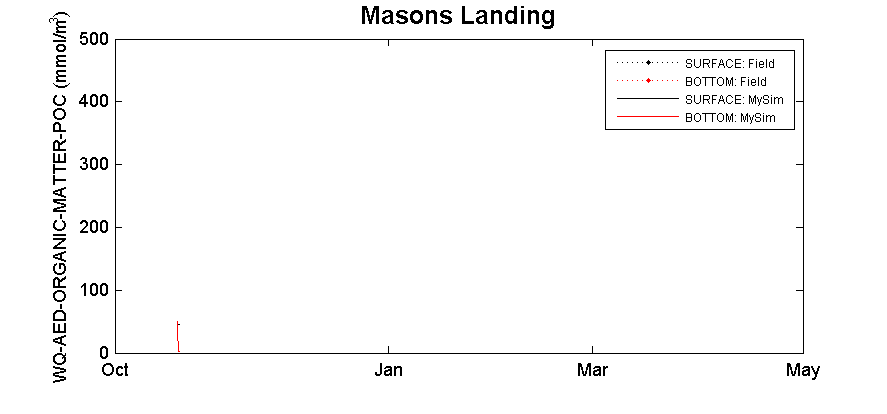 Masons Landing
WQ-AED-ORGANIC-MATTER-POC (mmol/m³)
500
400
300
200
100
0
Oct
Jan
Mar
May
SURFACE: Field
BOTTOM: Field
SURFACE: MySim
BOTTOM: MySim